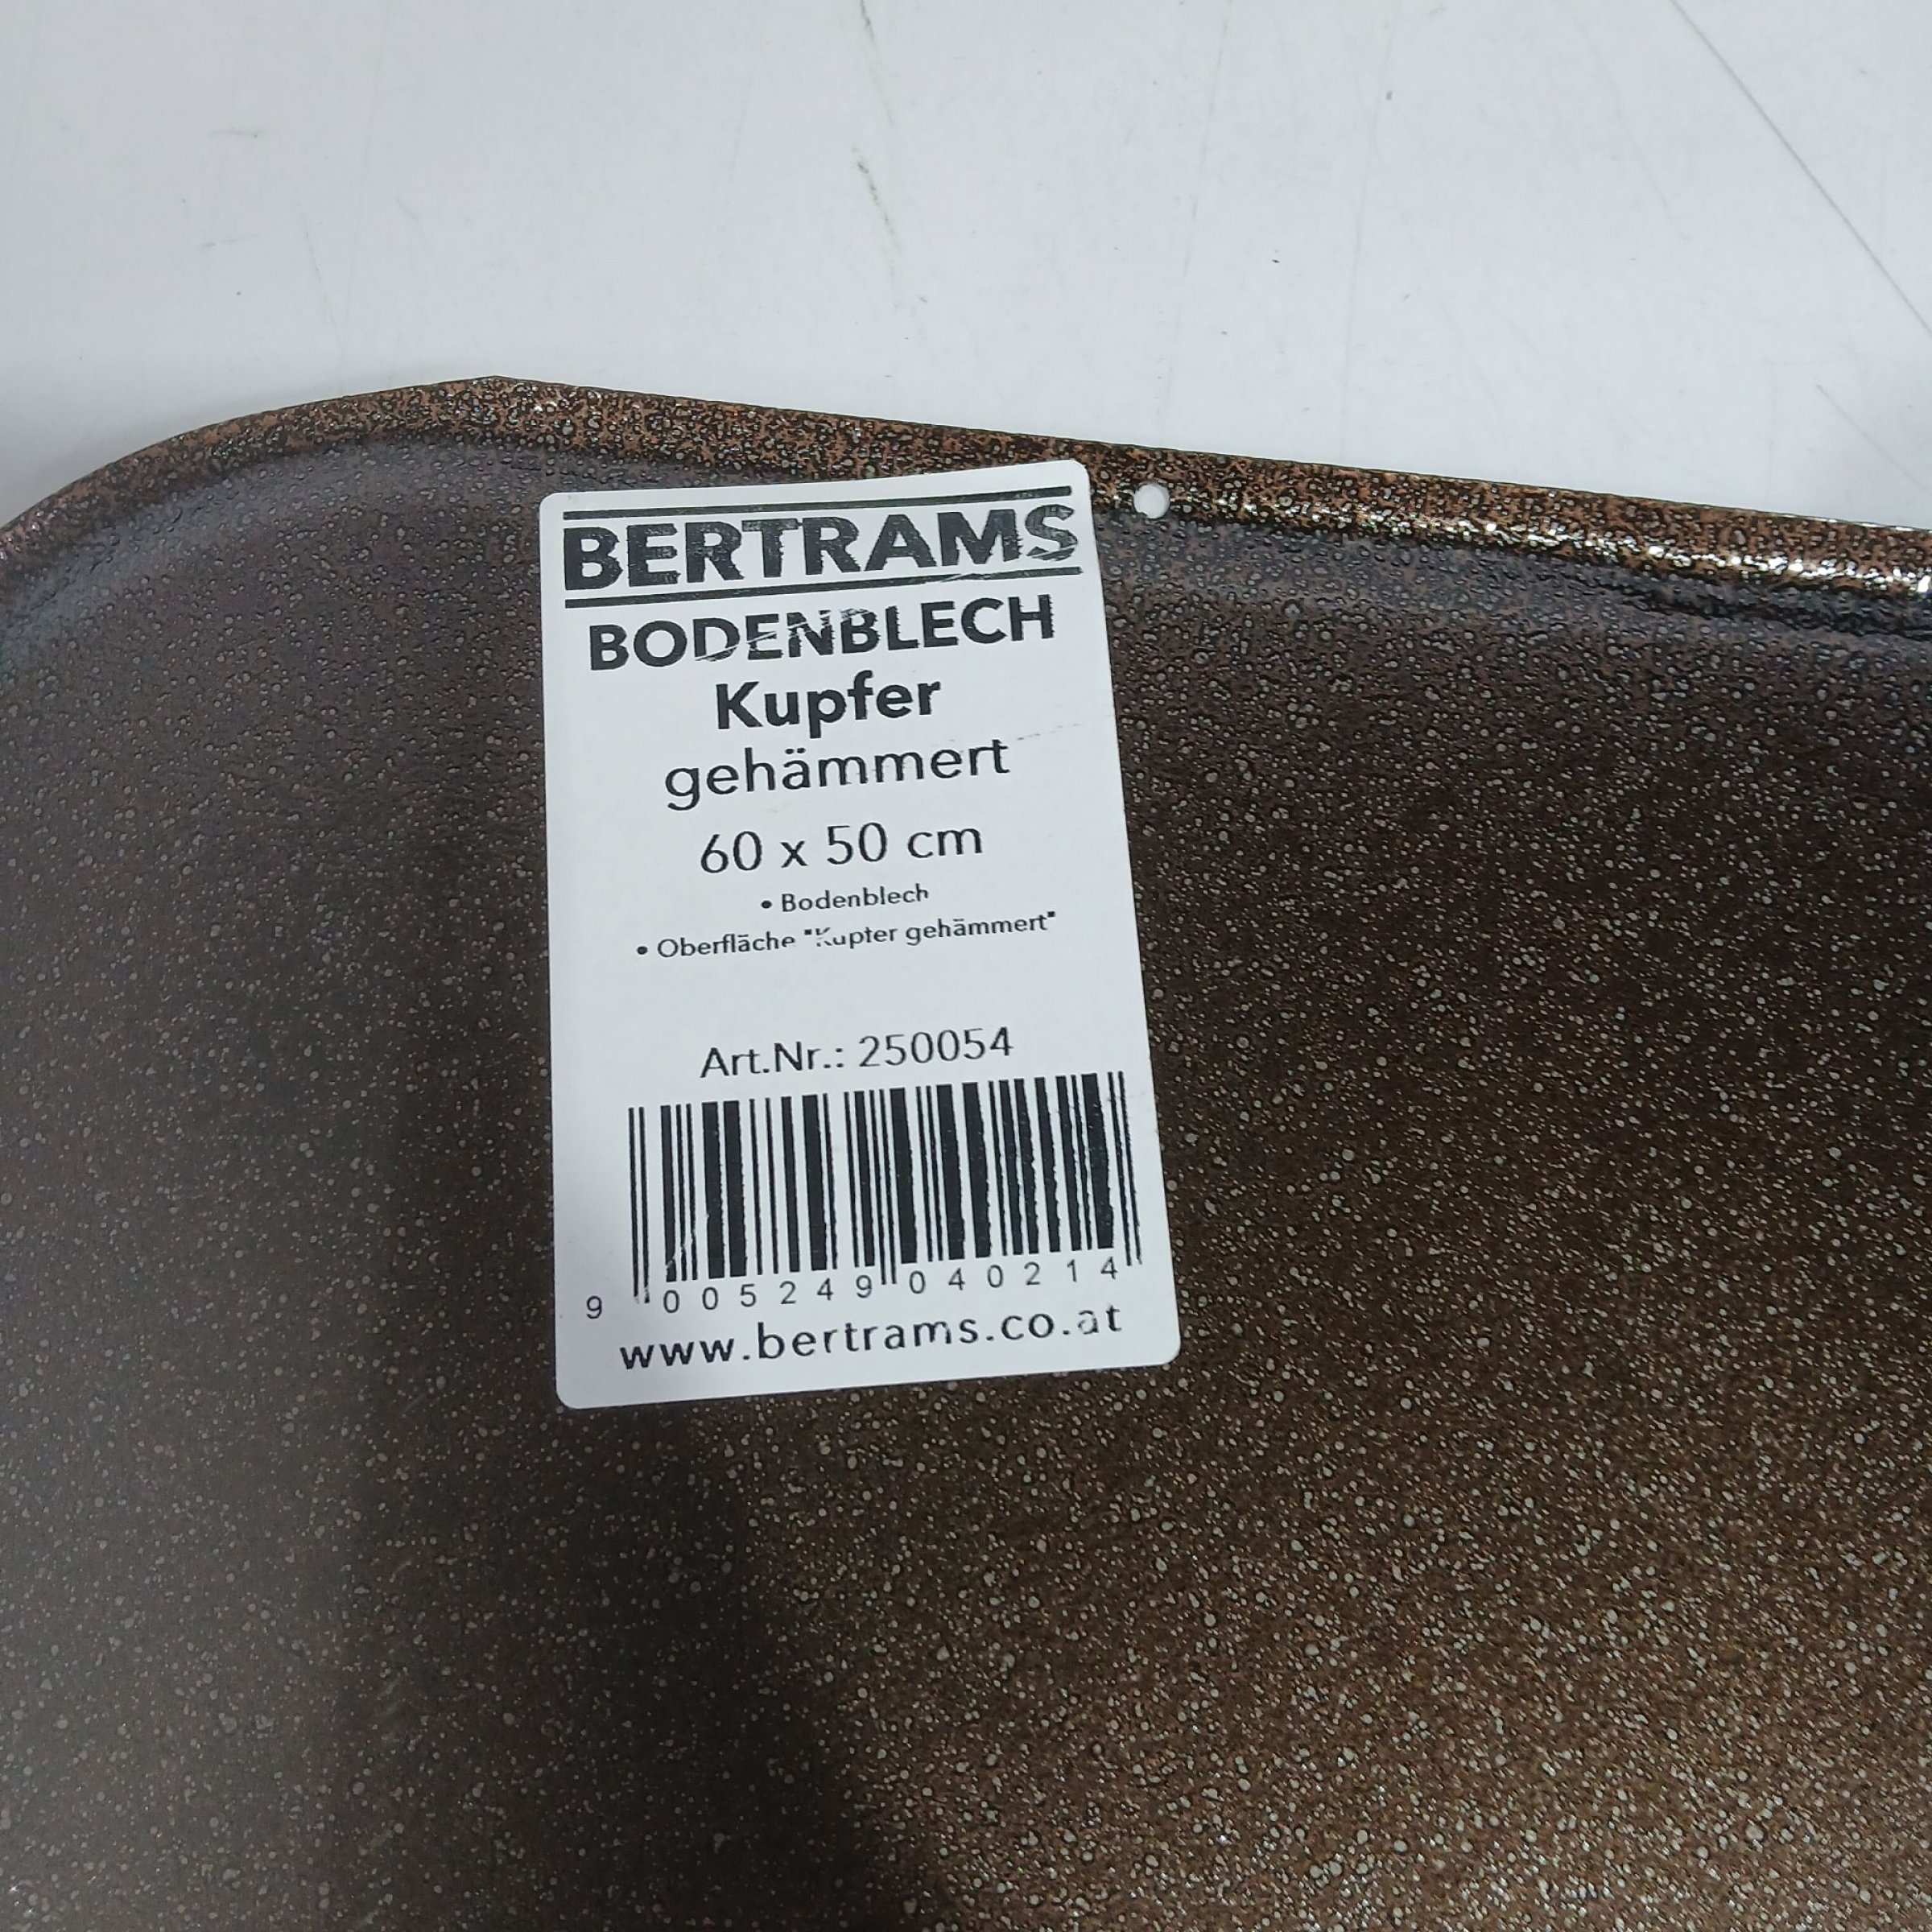 BERTRAMS
BODENBLECH
Kupfer
gehämmert
60 x 50 cm
• Bodenblech
• Oberfläche "Kupfer gehämmert"
Art.Nr.: 250054
9 005249 040214
www.bertrams.co.at